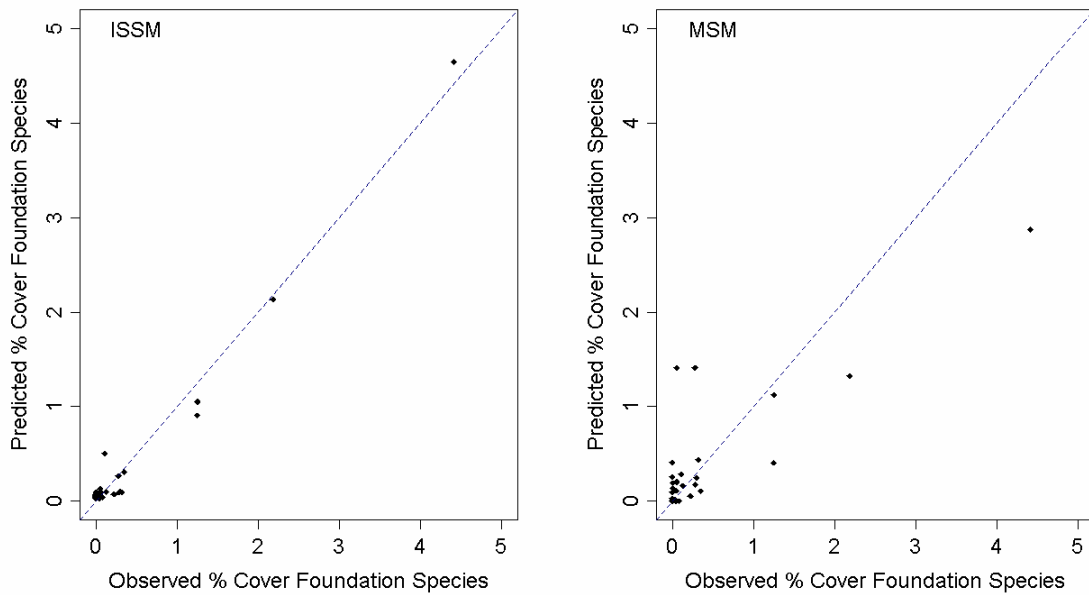 ISSM
Predicted % Cover Foundation Species
5
4
3
2
1
0
0 1 2 3 4 5
Observed % Cover Foundation Species
MSM
Predicted % Cover Foundation Species
5
4
3
2
1
0
0 1 2 3 4 5
Observed % Cover Foundation Species